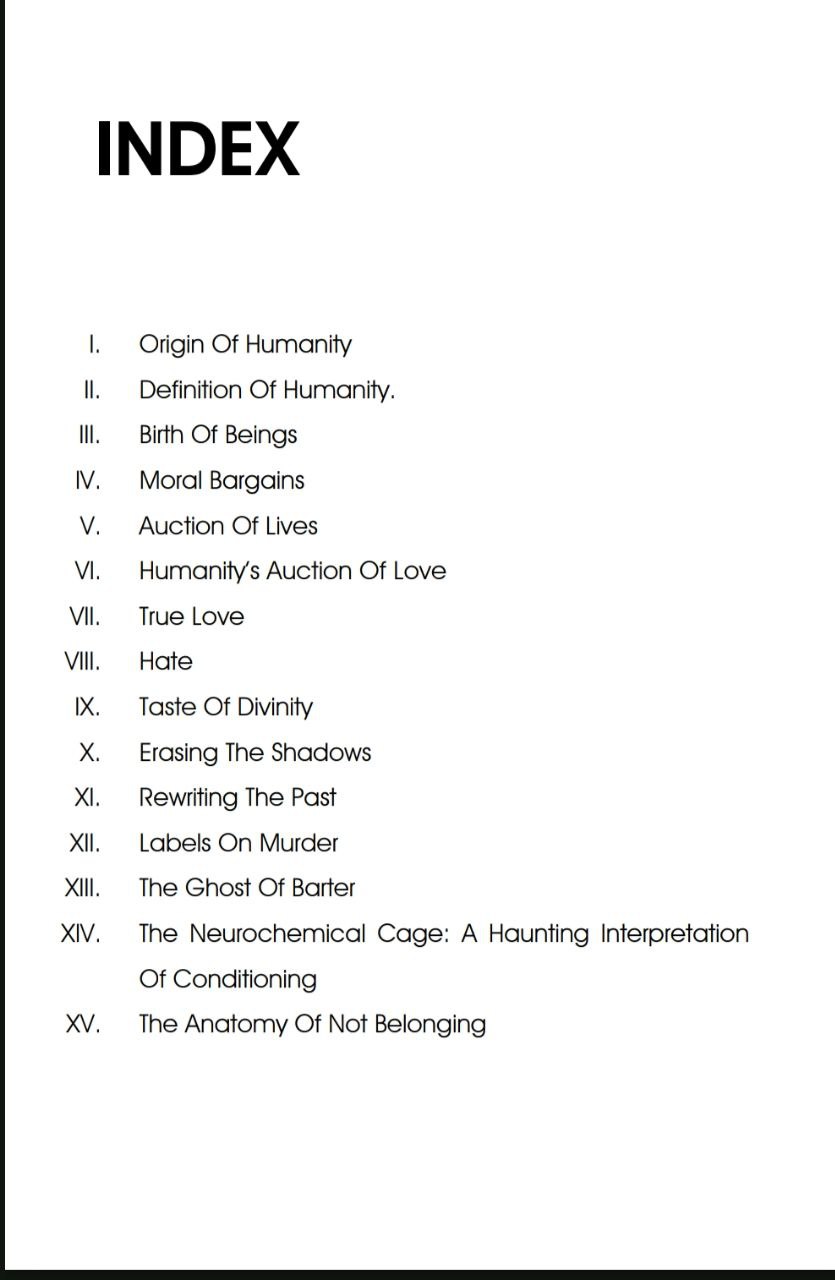 INDEX
I. Origin Of Humanity
II. Definition Of Humanity.
III. Birth Of Beings
IV. Moral Bargains
V. Auction Of Lives
VI. Humanity’s Auction Of Love
VII. True Love
VIII. Hate
IX. Taste Of Divinity
X. Erasing The Shadows
XI. Rewriting The Past
XII. Labels On Murder
XIII. The Ghost Of Barter
XIV. The Neurochemical Cage: A Haunting Interpretation
Of Conditioning
XV. The Anatomy Of Not Belonging